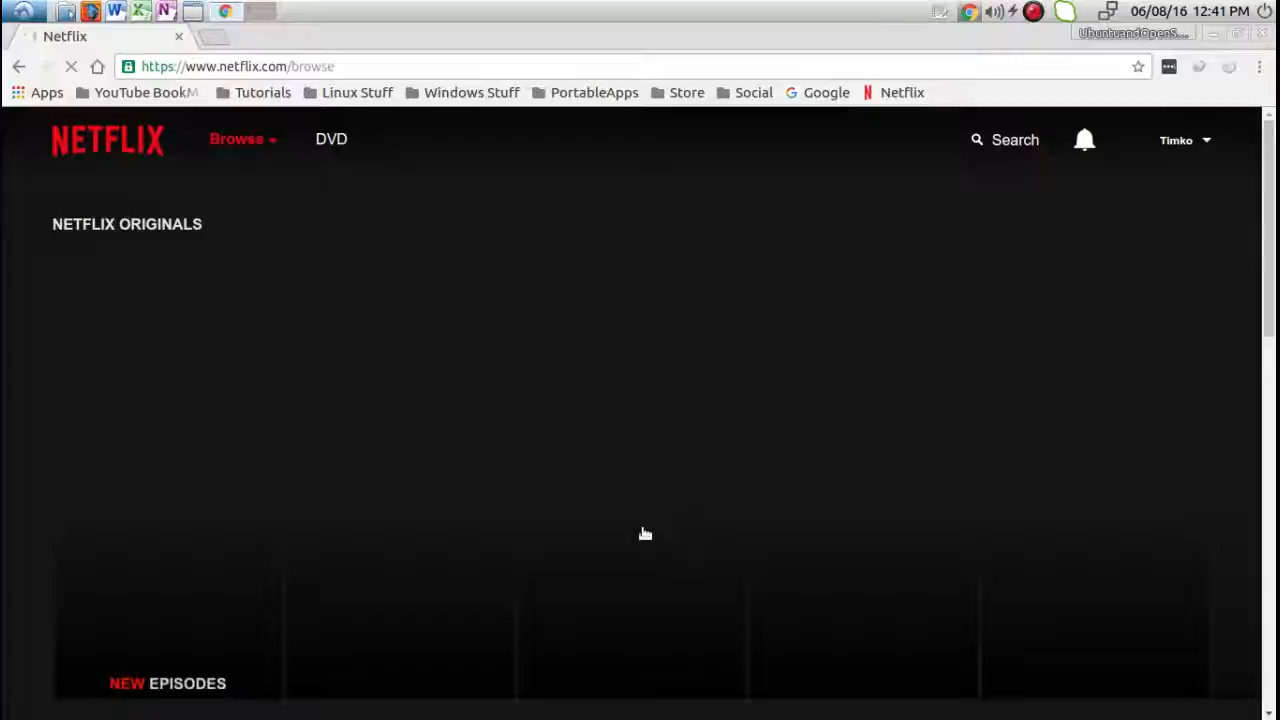 06/08/16 12:41 PM
Netflix
UbuntuandOpenS...
https://www.netflix.com/browse
Apps YouTube BookM Tutorials Linux Stuff Windows Stuff PortableApps Store Social Google Netflix
NETFLIX Browse DVD Search Timko
NETFLIX ORIGINALS
NEW EPISODES